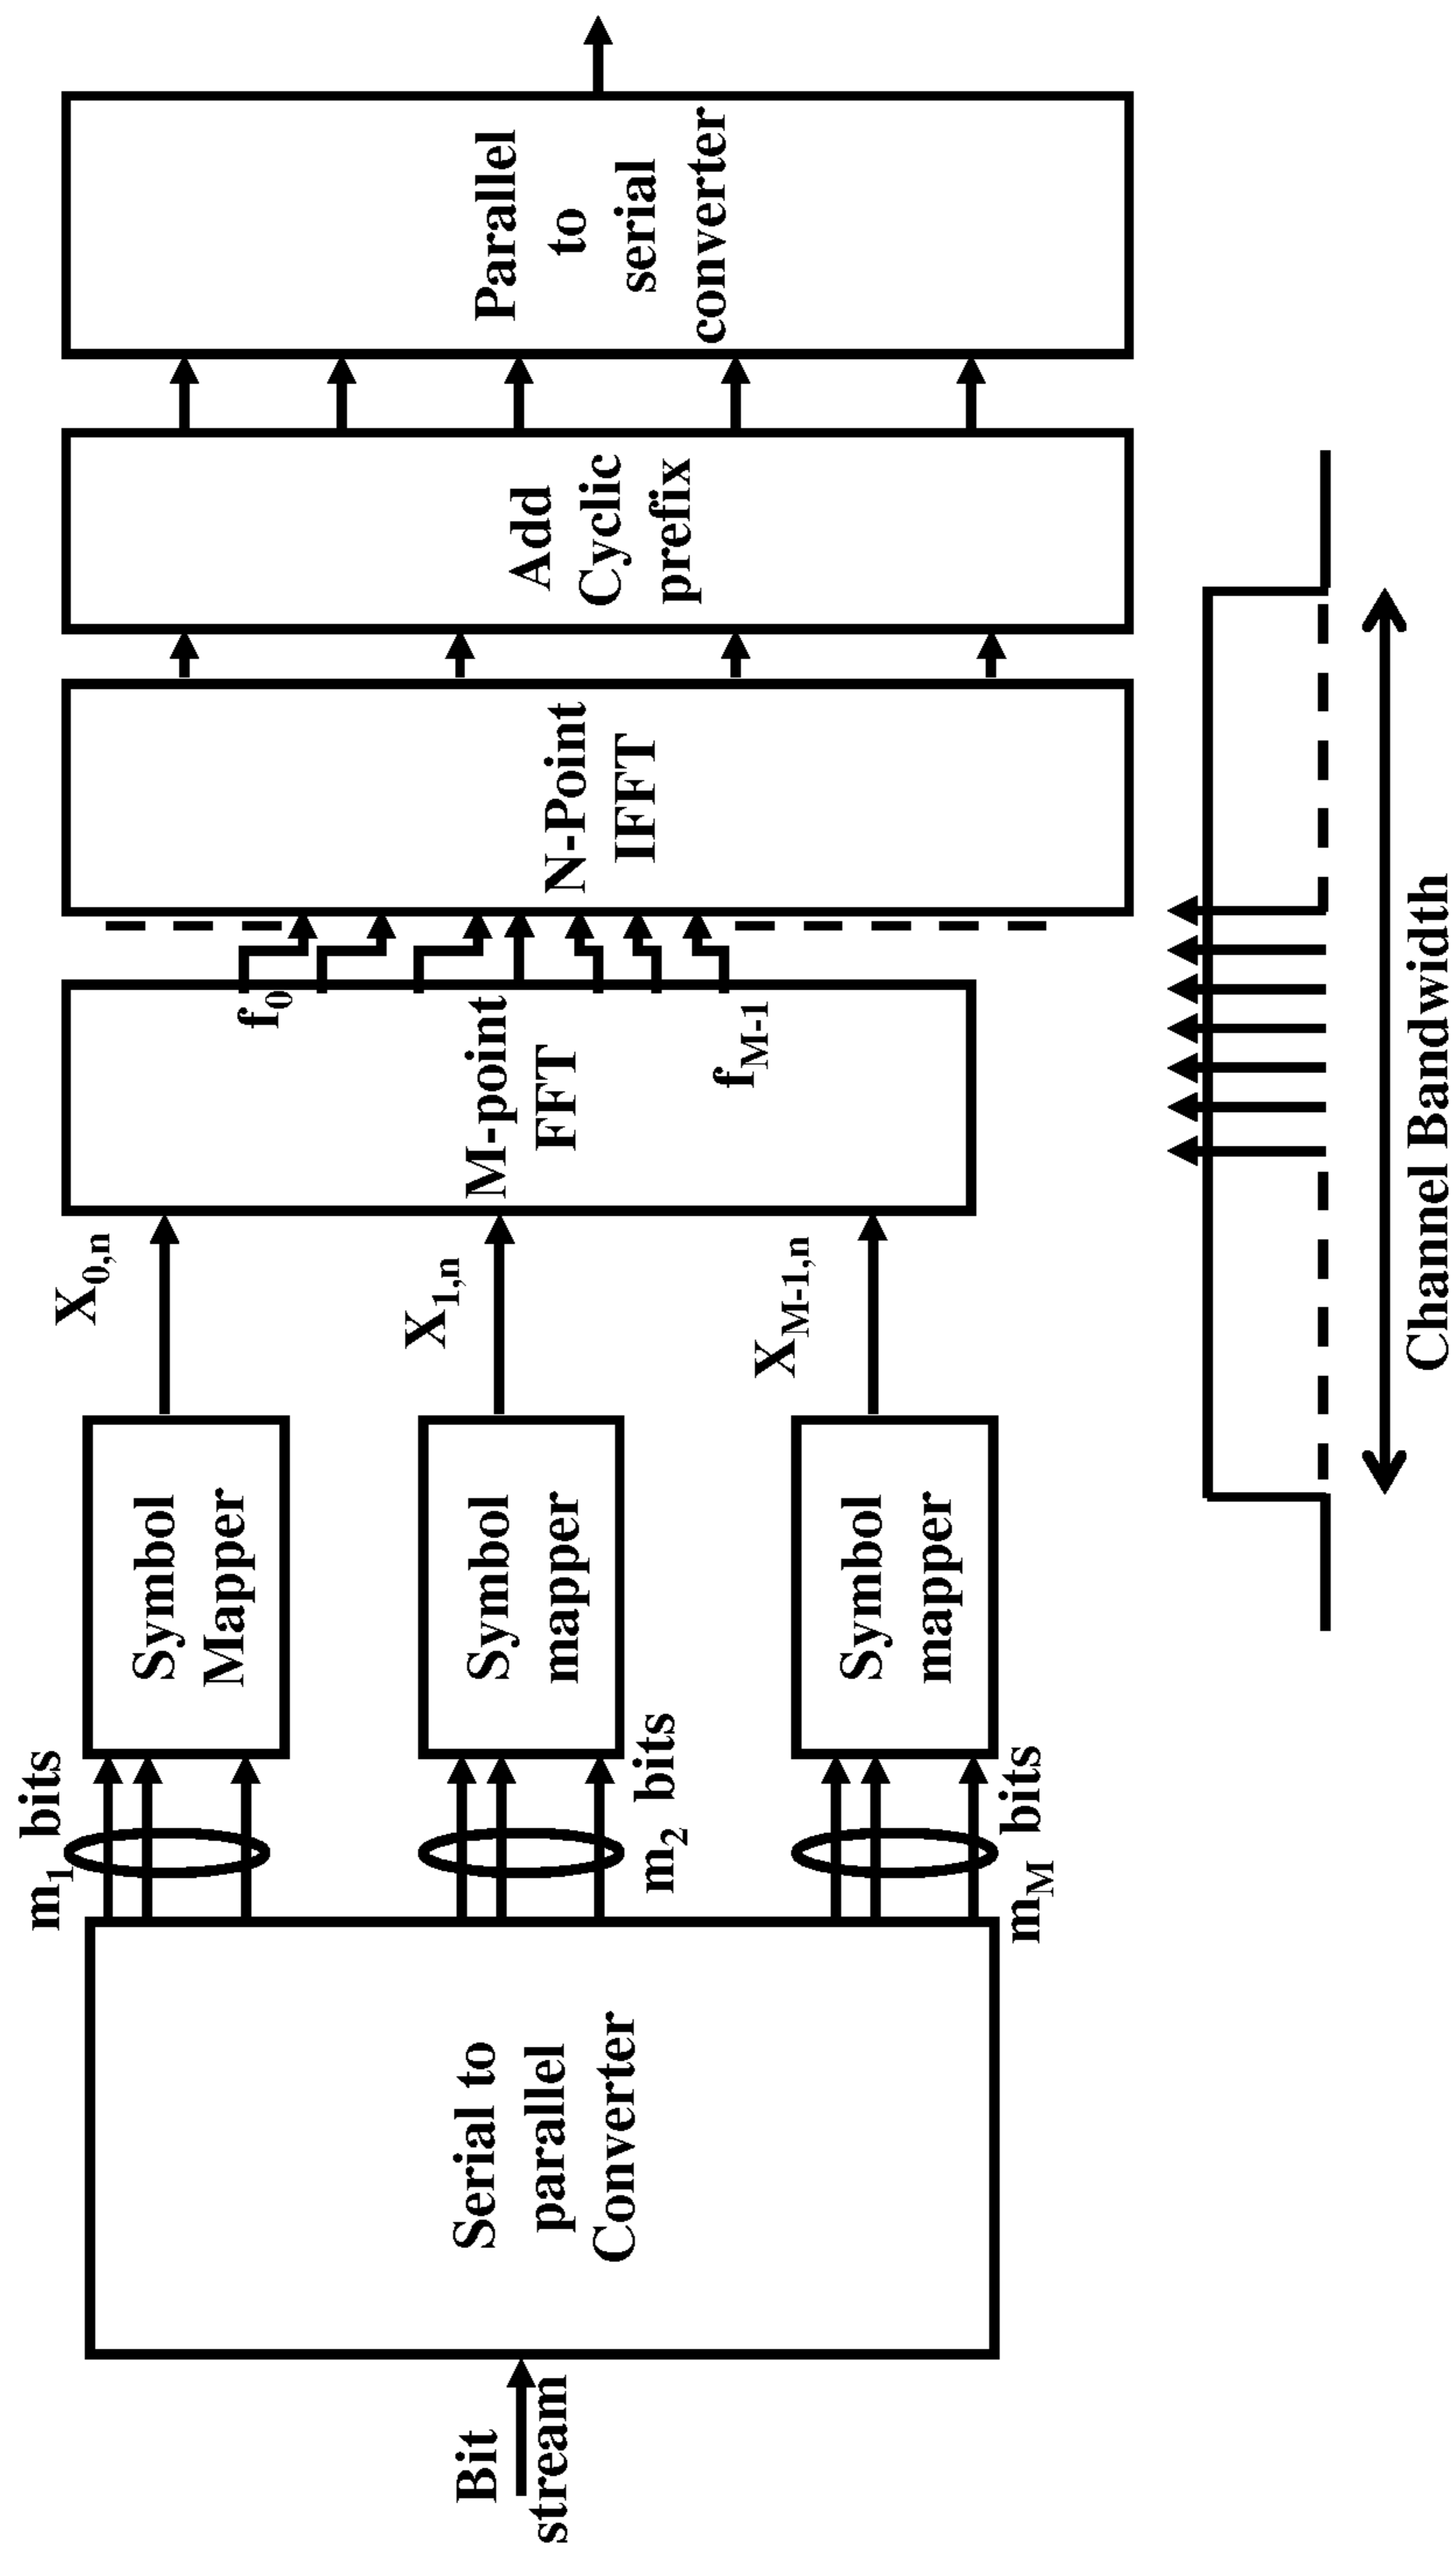 Bit
stream
Serial to
parallel
Converter
m1 bits
m2 bits
mM bits
Symbol
Mapper
Symbol
mapper
Symbol
mapper
X0,n
X1,n
XM-1,n
M-point
FFT
f0
fM-1
N-Point
IFFT
Add
Cyclic
prefix
Parallel
to
serial
converter
Channel Bandwidth